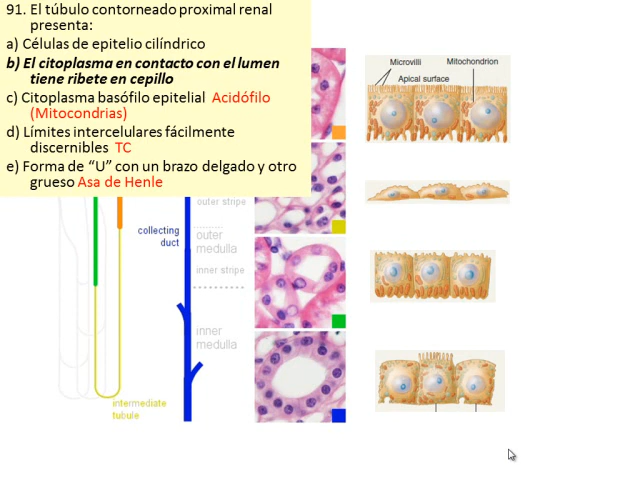 91. El túbulo contorneado proximal renal
presenta:
a) Células de epitelio cilíndrico
b) El citoplasma en contacto con el lumen
tiene ribete en cepillo
c) Citoplasma basófilo epitelial Acidófilo
(Mitocondrias)
d) Límites intercelulares fácilmente
discernibles TC
e) Forma de “U” con un brazo delgado y otro
grueso Asa de Henle
Microvilli
Mitochondrion
Apical surface
outer stripe
collecting
duct
outer
medulla
inner stripe
inner
medulla
intermediate
tubule